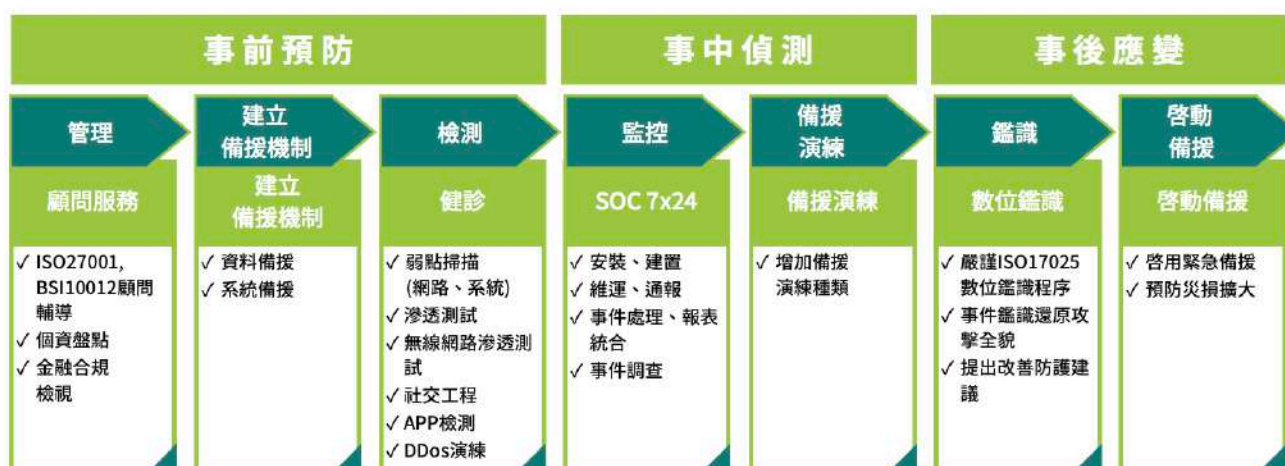 事前預防
事中偵測
事後應變
管理
建立
備援機制
檢測
監控
備援
演練
鑑識
啓動
備援
顧問服務
建立
備援機制
健診
SOC 7x24
備援演練
數位鑑識
啓動備援
✓ ISO27001,
BSI10012顧問
輔導
✓ 個資盤點
✓ 金融合規
檢視
✓ 資料備援
✓ 系統備援
✓ 弱點掃描
(網路、系統)
✓ 滲透測試
✓ 無線網路滲透測
試
✓ 社交工程
✓ APP檢測
✓ DDos演練
✓ 安裝、建置
✓ 維運、通報
✓ 事件處理、報表
統合
✓ 事件調查
✓ 增加備援
演練種類
✓ 嚴謹ISO17025
數位鑑識程序
✓ 事件鑑識還原攻
擊全貌
✓ 提出改善防護建
議
✓ 啓用緊急備援
✓ 預防災損擴大